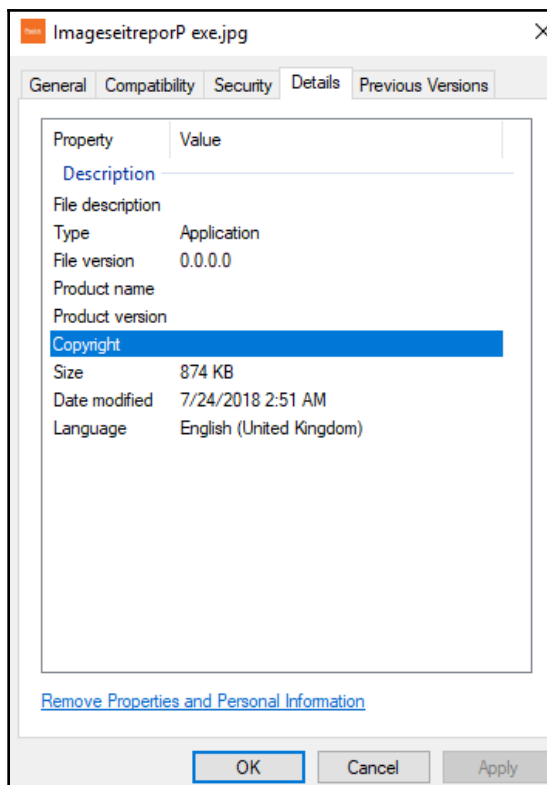 ImageseitreporP exe.jpg
General Compatibility Security Details Previous Versions
Property Value
Description
File description
Type Application
File version 0.0.0.0
Product name
Product version
Copyright
Size 874 KB
Date modified 7/24/2018 2:51 AM
Language English (United Kingdom)
Remove Properties and Personal Information
OK Cancel Apply